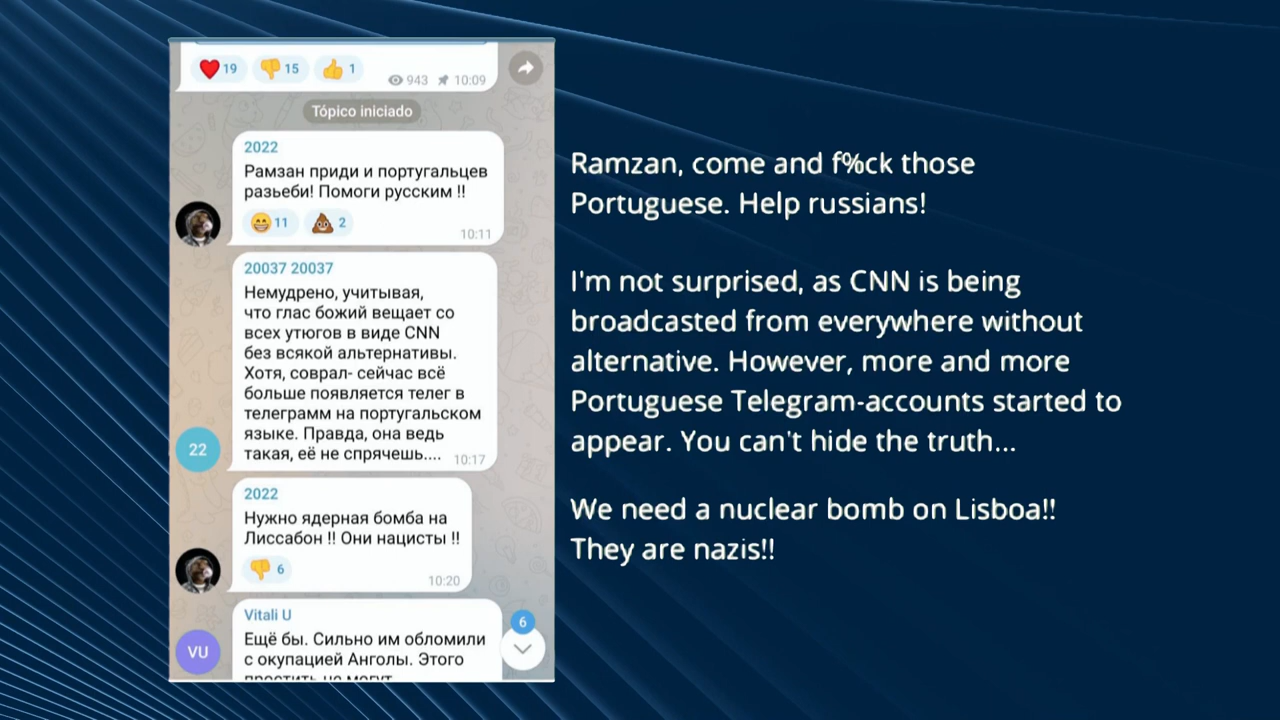 19 15 1 943 10:09
Tópico iniciado
2022
Рамзан приди и португальцев
разьеби! Помоги русским !!
11 2
10:11
20037 20037
Немудрено, учитывая,
что глас божий вещает со
всех утюгов в виде CNN
без всякой альтернативы.
Хотя, соврал- сейчас всё
больше появляется телег в
телеграмм на португальском
языке. Правда, она ведь
такая, её не спрячешь....
10:17
22
2022
Нужно ядерная бомба на
Лиссабон !! Они нацисты !!
6
10:20
Vitali U
Ещё бы. Сильно им обломили
с окупацией Анголы. Этого
простить не могут
VU
6
Ramzan, come and f%ck those
Portuguese. Help russians!
I'm not surprised, as CNN is being
broadcasted from everywhere without
alternative. However, more and more
Portuguese Telegram-accounts started to
appear. You can't hide the truth...
We need a nuclear bomb on Lisboa!!
They are nazis!!